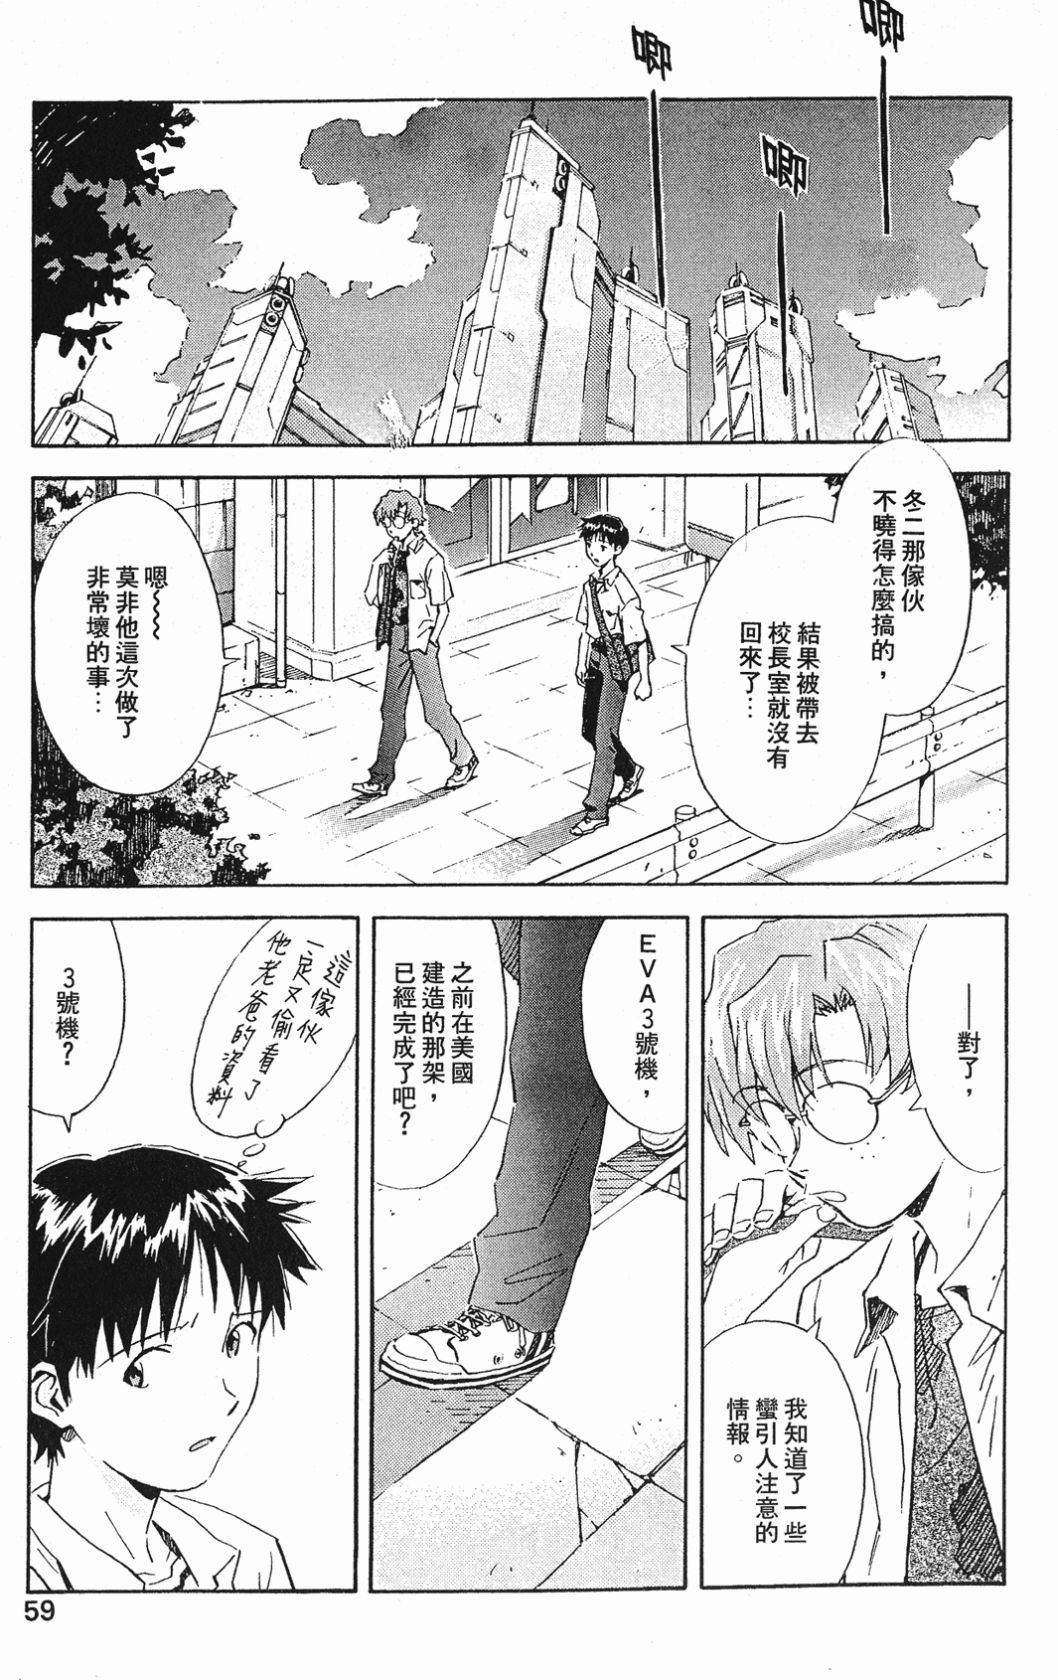 噹
噹
噹
冬二那傢伙
不曉得怎麼搞的，
結果被帶去
校長室就沒有
回來了…
嗯～～
莫非他這次做了
非常壞的事…
——對了，
我知道了一些
蠻引人注意的
情報。
EVA3號機，
之前在美國
建造的那架，
已經完成了吧？
這傢伙
一定又偷看了
他老爸的資料
3號機？
59